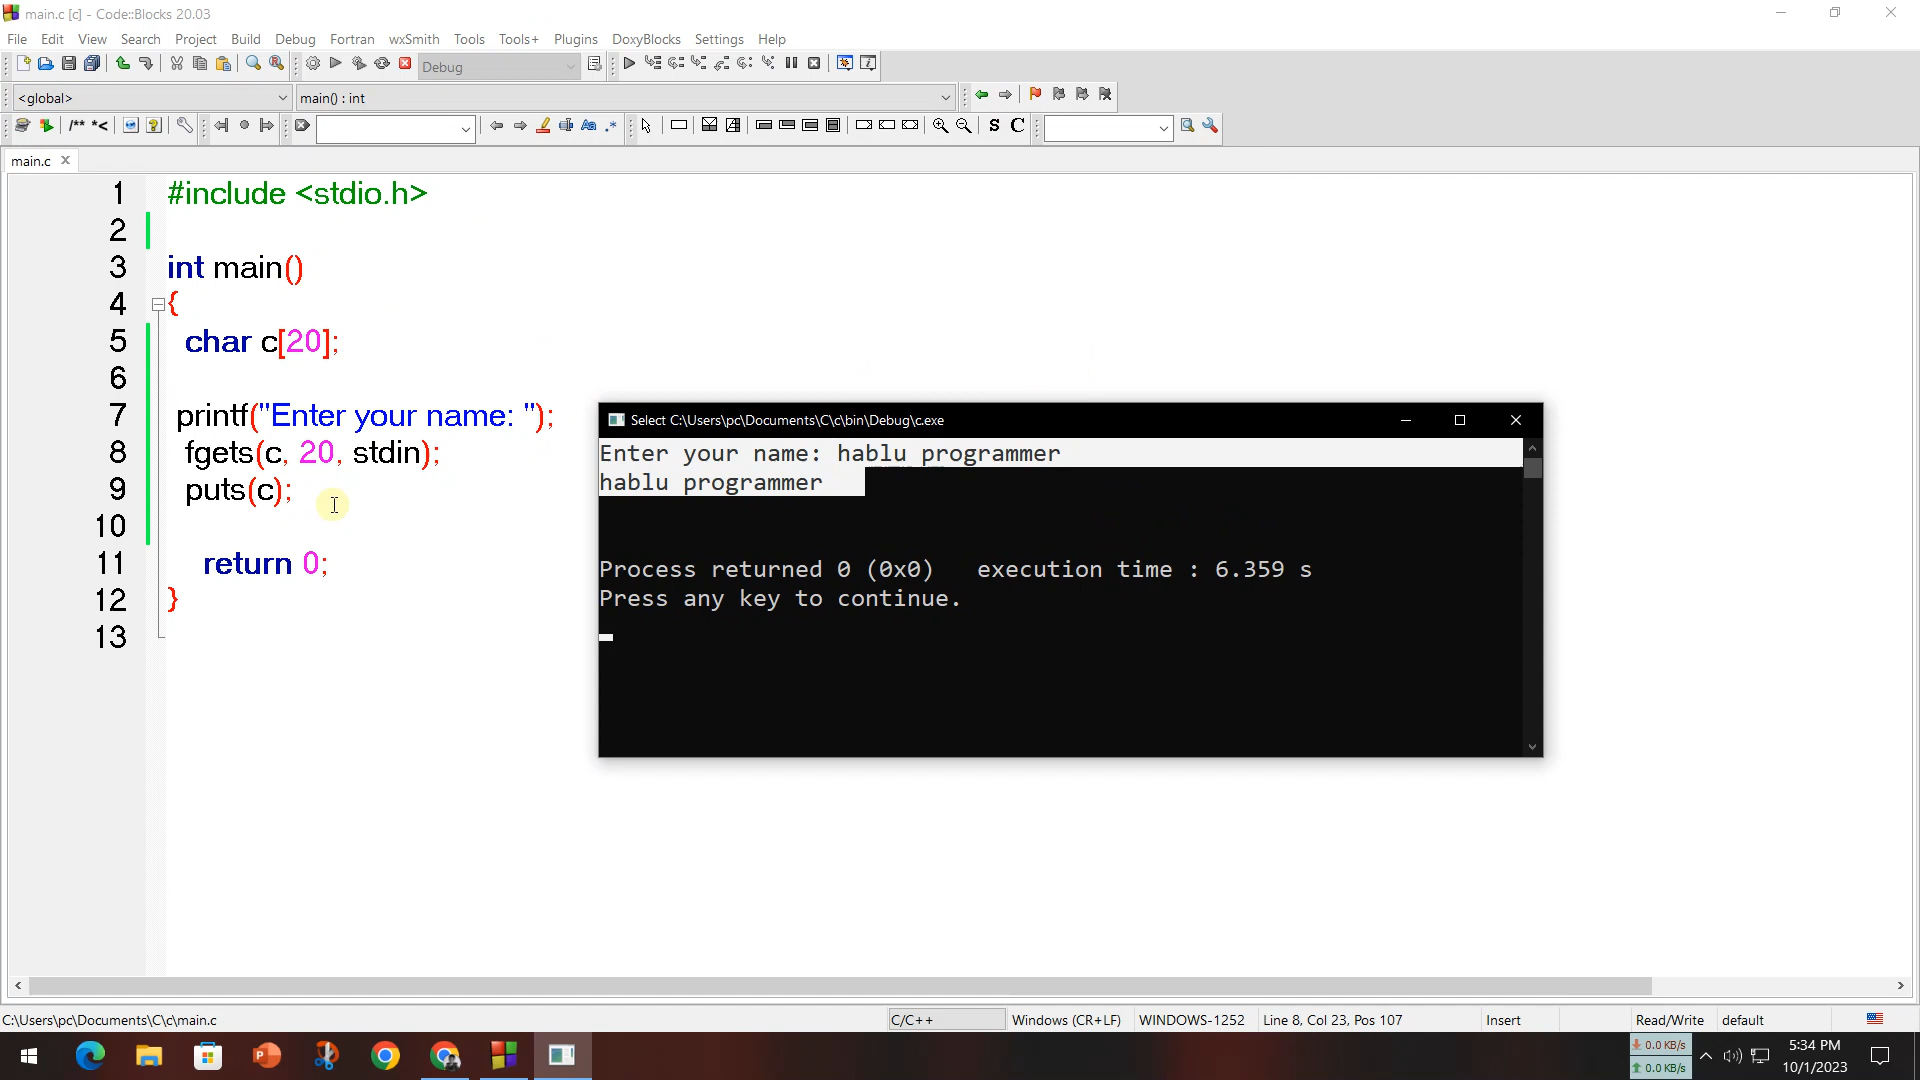 main.c [c] - Code::Blocks 20.03
File Edit View Search Project Build Debug Fortran wxSmith Tools Tools+ Plugins DoxyBlocks Settings Help
Debug
<global> main() : int
/** *< Aa .* S C
main.c
1 #include <stdio.h>
2
3 int main()
4 {
5 char c[20];
6
7 printf("Enter your name: ");
8 fgets(c, 20, stdin);
9 puts(c);
10
11 return 0;
12 }
13
Select C:\Users\pc\Documents\C\c\bin\Debug\c.exe
Enter your name: hablu programmer
hablu programmer
Process returned 0 (0x0) execution time : 6.359 s
Press any key to continue.
C:\Users\pc\Documents\C\c\main.c C/C++ Windows (CR+LF) WINDOWS-1252 Line 8, Col 23, Pos 107 Insert Read/Write default
0.0 KB/s
0.0 KB/s
5:34 PM
10/1/2023